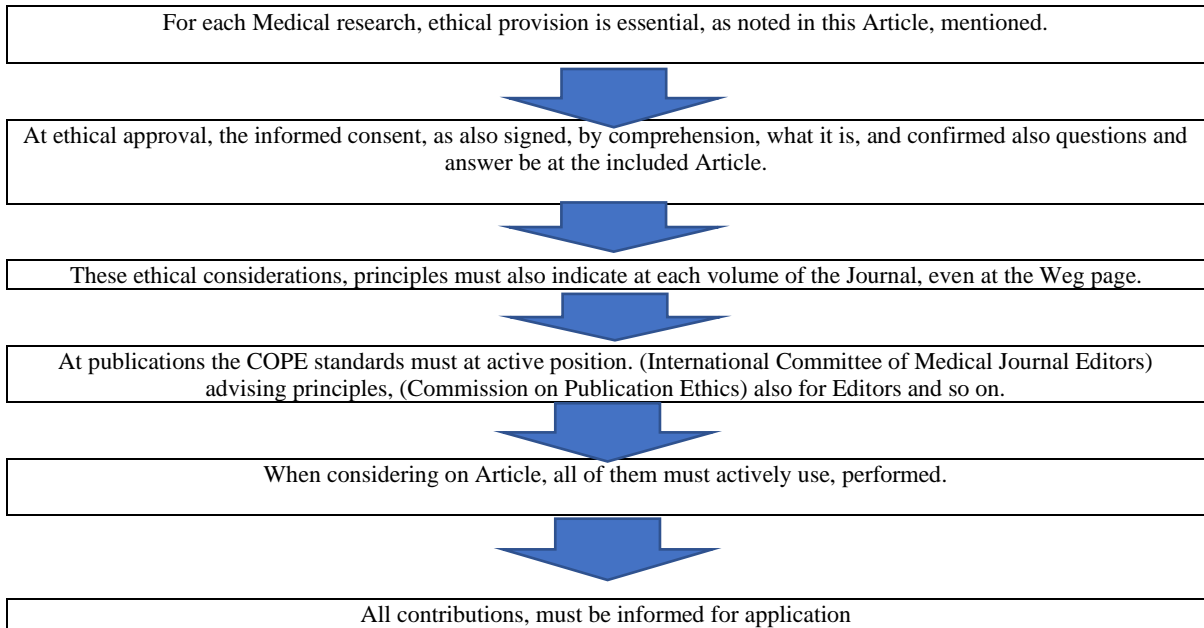 For each Medical research, ethical provision is essential, as noted in this Article, mentioned.
At ethical approval, the informed consent, as also signed, by comprehension, what it is, and confirmed also questions and
answer be at the included Article.
These ethical considerations, principles must also indicate at each volume of the Journal, even at the Weg page.
At publications the COPE standards must at active position. (International Committee of Medical Journal Editors)
advising principles, (Commission on Publication Ethics) also for Editors and so on.
When considering on Article, all of them must actively use, performed.
All contributions, must be informed for application